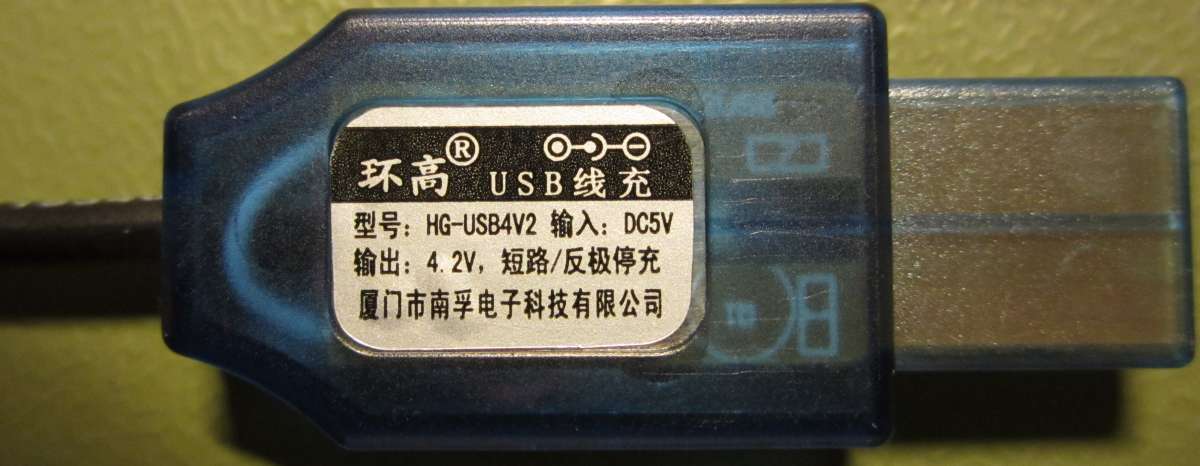 环高®
USB线充
型号：HG-USB4V2 输入：DC5V
输出：4.2V，短路/反极停充
厦门市南孚电子科技有限公司